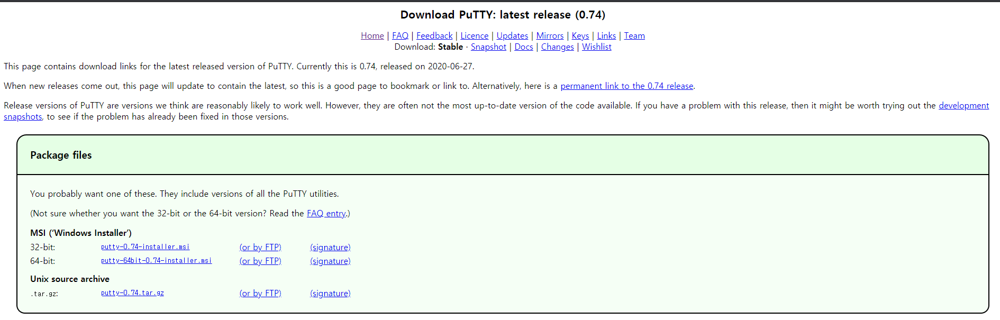 Download PuTTY: latest release (0.74)
Home | FAQ | Feedback | Licence | Updates | Mirrors | Keys | Links | Team
Download: Stable · Snapshot | Docs | Changes | Wishlist
This page contains download links for the latest released version of PuTTY. Currently this is 0.74, released on 2020-06-27.
When new releases come out, this page will update to contain the latest, so this is a good page to bookmark or link to. Alternatively, here is a permanent link to the 0.74 release.
Release versions of PuTTY are versions we think are reasonably likely to work well. However, they are often not the most up-to-date version of the code available. If you have a problem with this release, then it might be worth trying out the development
snapshots, to see if the problem has already been fixed in those versions.
Package files
You probably want one of these. They include versions of all the PuTTY utilities.
(Not sure whether you want the 32-bit or the 64-bit version? Read the FAQ entry.)
MSI (‘Windows Installer’)
32-bit: putty-0.74-installer.msi (or by FTP) (signature)
64-bit: putty-64bit-0.74-installer.msi (or by FTP) (signature)
Unix source archive
.tar.gz: putty-0.74.tar.gz (or by FTP) (signature)